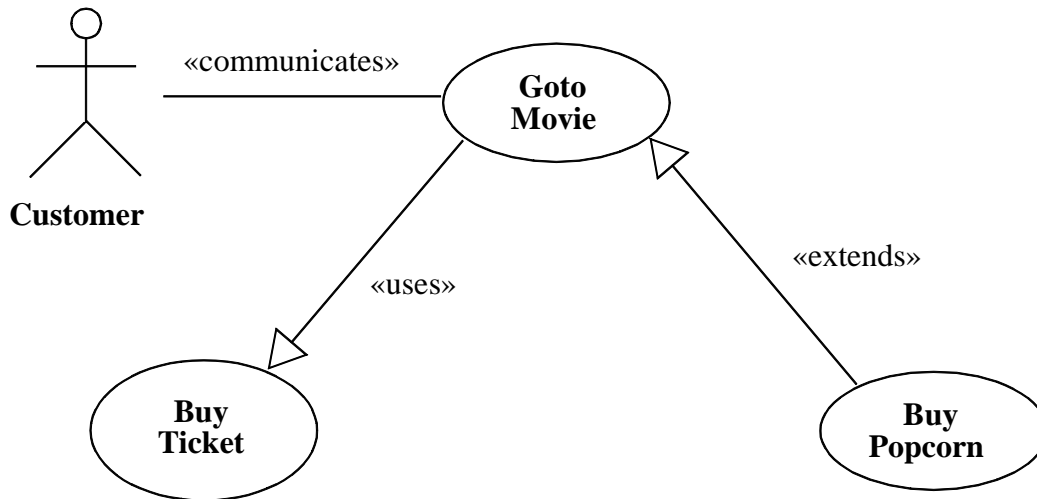 «communicates»
Goto
Movie
Customer
«extends»
«uses»
Buy
Ticket
Buy
Popcorn